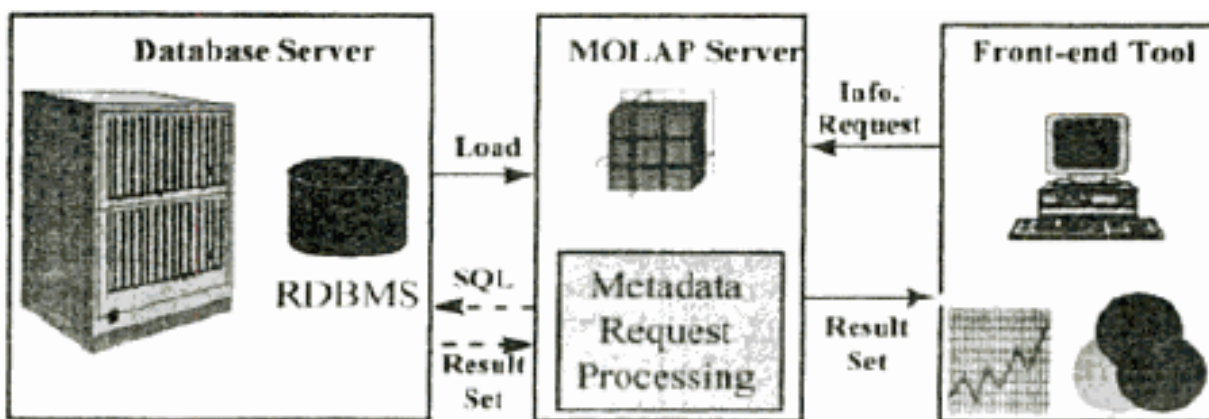 Database Server
MOLAP Server
Front-end Tool
Load
Info.
Request
RDBMS
SQL
Result
Set
Metadata
Request
Processing
Result
Set